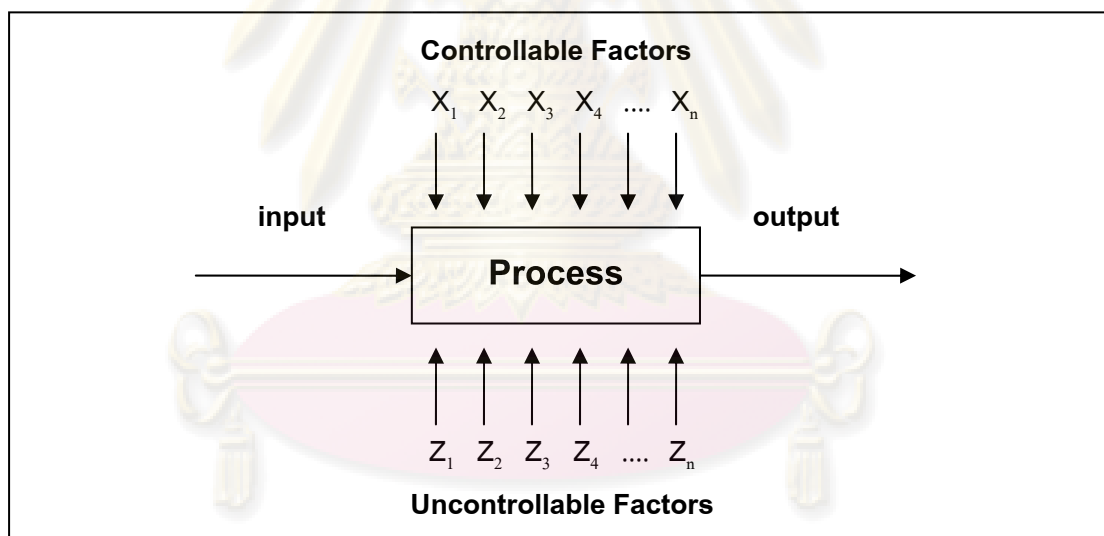 Controllable Factors
X₁ X₂ X₃ X₄ .... Xₙ
input output
Process
Z₁ Z₂ Z₃ Z₄ .... Zₙ
Uncontrollable Factors